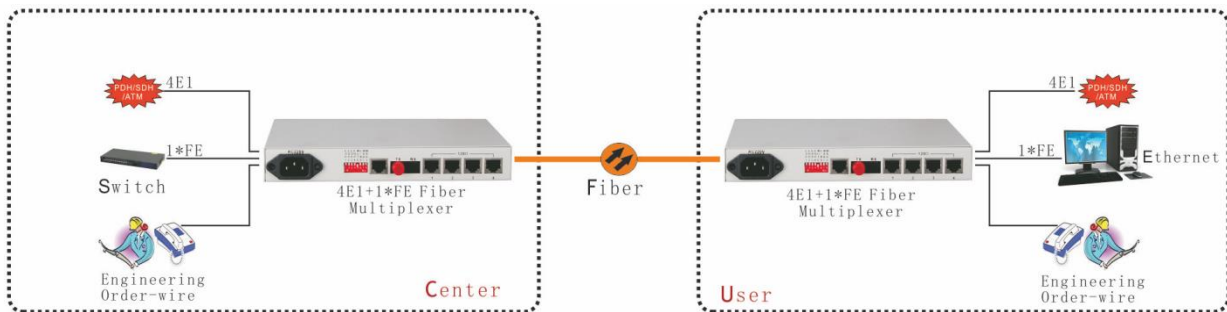 PDH/SDH
/ATM
4E1
1*FE
Switch
Engineering
Order-wire
4E1+1*FE Fiber
Multiplexer
Center
Fiber
4E1+1*FE Fiber
Multiplexer
User
4E1
PDH/SDH
/ATM
1*FE
Ethernet
Engineering
Order-wire